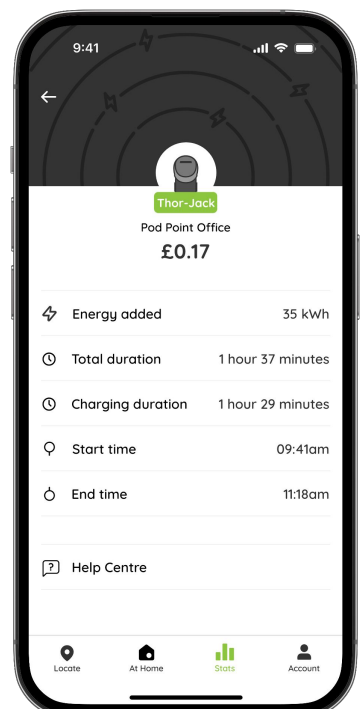 9:41
Thor-Jack
Pod Point Office
£0.17
Energy added 35 kWh
Total duration 1 hour 37 minutes
Charging duration 1 hour 29 minutes
Start time 09:41am
End time 11:18am
? Help Centre
Locate At Home Stats Account